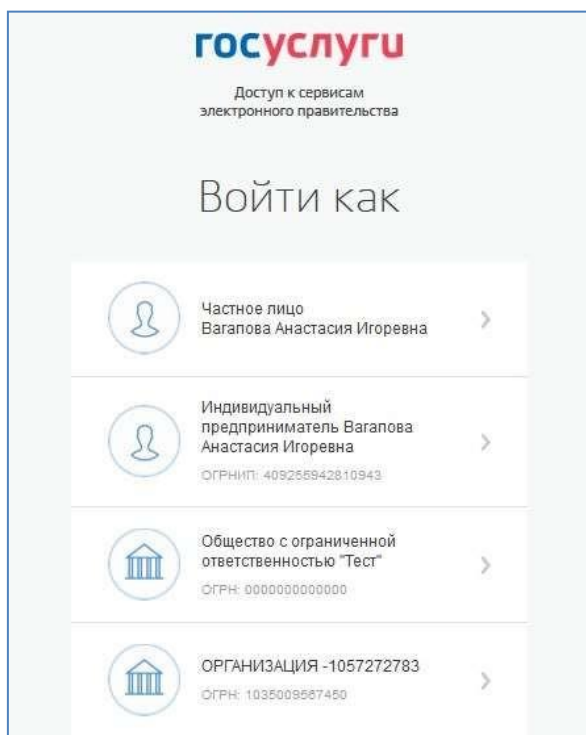 госуслуги
Доступ к сервисам
электронного правительства
Войти как
Частное лицо
Вагапова Анастасия Игоревна
Индивидуальный
предприниматель Вагапова
Анастасия Игоревна
ОГРНИП: 409256942810943
Общество с ограниченной
ответственностью "Тест"
ОГРН: 0000000000000
ОРГАНИЗАЦИЯ -1057272783
ОГРН: 1035009567450